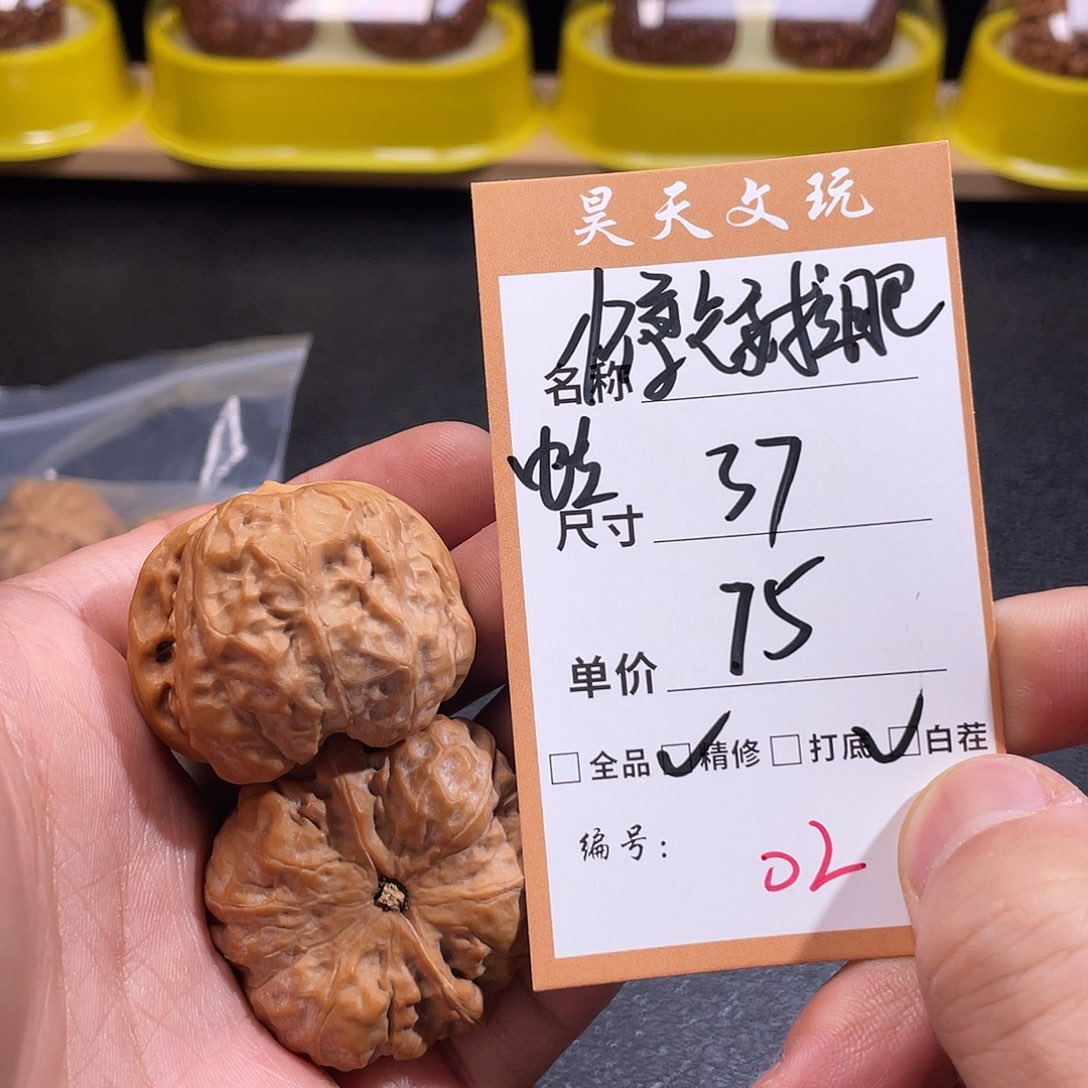 昊天文玩
名称
尺寸 37
单价 75
□ 全品 ☑ 精修 □ 打底 ☑ 白茬
编号： 02